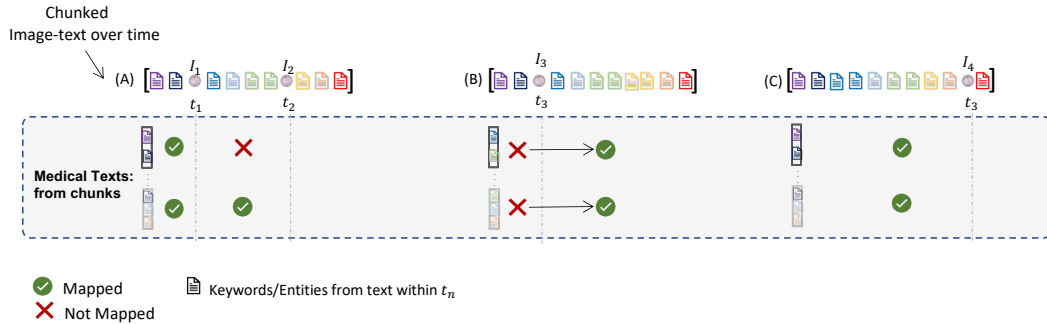 Chunked
Image-text over time
(A)
I₁
I₂
(B)
I₃
(C)
I₄
t₁
t₂
t₃
t₃
Medical Texts:
from chunks
Mapped
Keywords/Entities from text within tₙ
Not Mapped